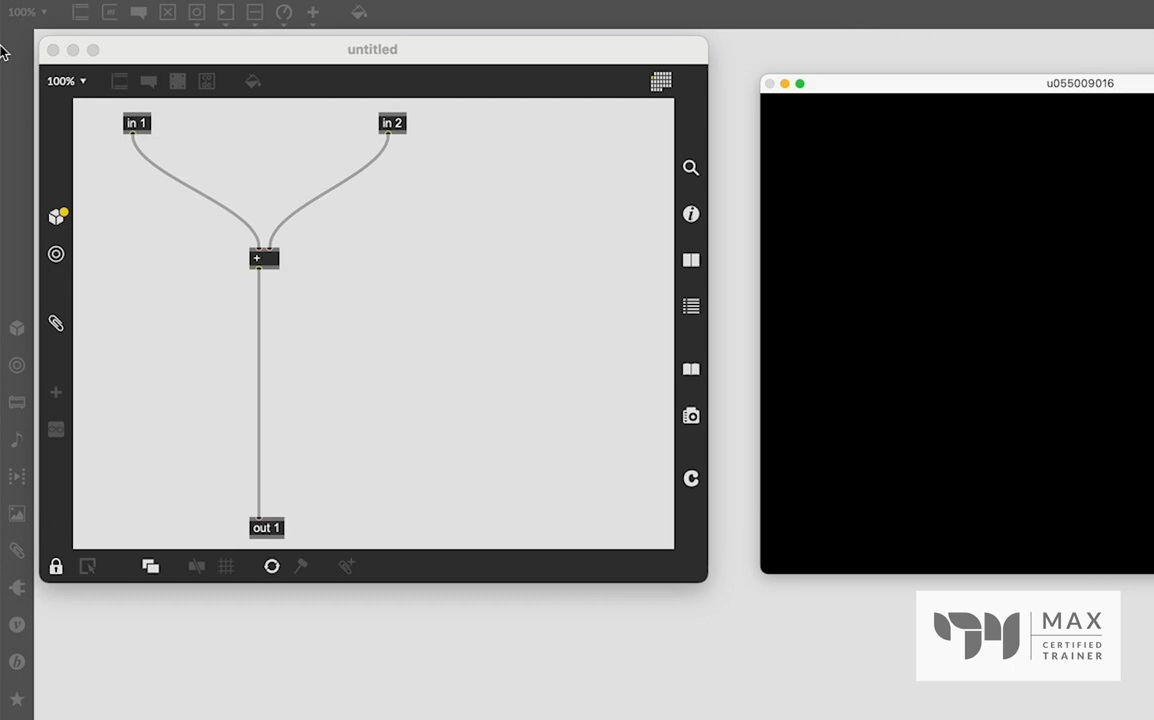 100%
untitled
100%
u055009016
in 1
in 2
+
out 1
MAX
CERTIFIED
TRAINER